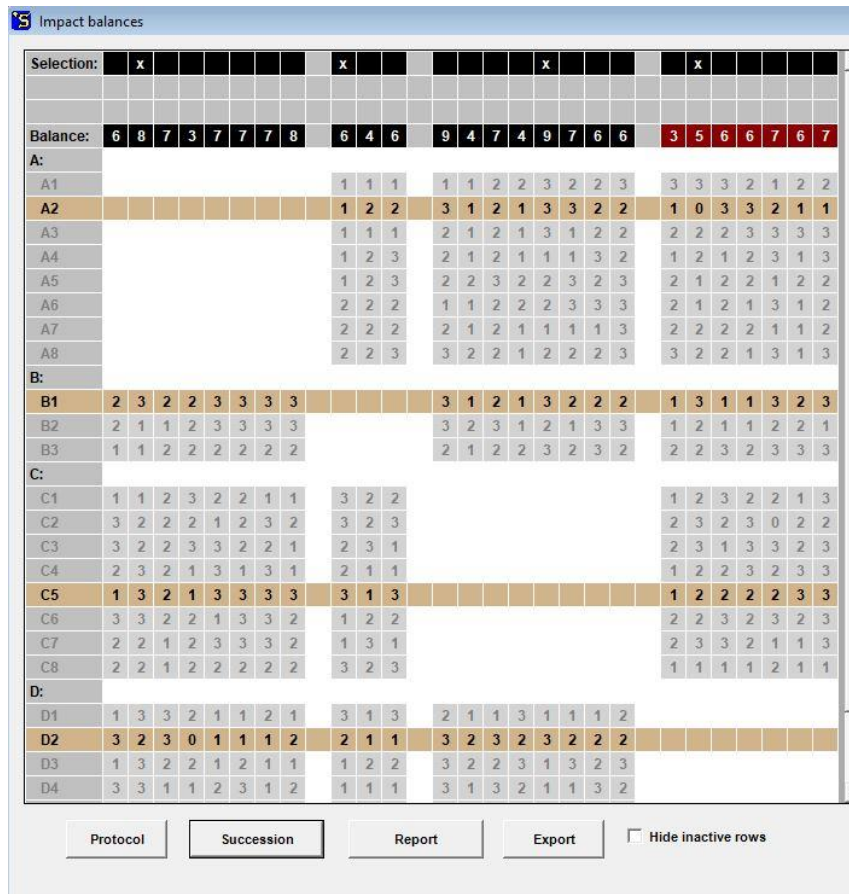 Impact balances
Selection: x x x x
Balance: 6 8 7 3 7 7 7 8 6 4 6 9 4 7 4 9 7 6 6 3 5 6 6 7 6 7
A:
A1 1 1 1 1 1 2 2 3 2 2 3 3 3 3 2 1 2 2
A2 1 2 2 3 1 2 1 3 3 2 2 1 0 3 3 2 1 1
A3 1 1 1 2 1 2 1 3 1 2 2 2 2 2 3 3 3 3
A4 1 2 3 2 1 2 1 1 1 3 2 1 2 1 2 3 1 3
A5 1 2 3 2 2 3 2 2 3 2 3 2 1 2 2 1 2 2
A6 2 2 2 1 1 2 2 2 3 3 3 2 1 2 1 3 1 2
A7 2 2 2 2 1 2 1 1 1 1 3 2 2 2 2 1 1 2
A8 2 2 3 3 2 2 1 2 2 2 3 3 2 2 1 3 1 3
B:
B1 2 3 2 2 3 3 3 3 3 1 2 1 3 2 2 2 1 3 1 1 3 2 3
B2 2 1 1 2 3 3 3 3 3 2 3 1 2 1 3 3 1 2 1 1 2 2 1
B3 1 1 2 2 2 2 2 2 2 1 2 2 3 2 3 2 2 2 3 2 3 3 3
C:
C1 1 1 2 3 2 2 1 1 3 2 2 1 2 3 2 2 1 3
C2 3 2 2 2 1 2 3 2 3 2 3 2 3 2 3 0 2 2
C3 3 2 2 3 3 2 2 1 2 3 1 2 3 1 3 3 2 3
C4 2 3 2 1 3 1 3 1 2 1 1 1 2 2 3 2 3 3
C5 1 3 2 1 3 3 3 3 3 1 3 1 2 2 2 2 3 3
C6 3 3 2 2 1 3 3 2 1 2 2 2 2 3 2 3 2 3
C7 2 2 1 2 3 3 3 2 1 3 1 2 3 3 2 1 1 3
C8 2 2 1 2 2 2 2 2 3 2 3 1 1 1 1 2 1 1
D:
D1 1 3 3 2 1 1 2 1 3 1 3 2 1 1 3 1 1 1 2
D2 3 2 3 0 1 1 1 2 2 1 1 3 2 3 2 3 2 2 2
D3 1 3 2 2 1 2 1 1 1 2 2 3 2 2 3 1 3 2 3
D4 3 3 1 1 2 3 1 2 1 1 1 3 1 3 2 1 1 3 2
Protocol Succession Report Export Hide inactive rows